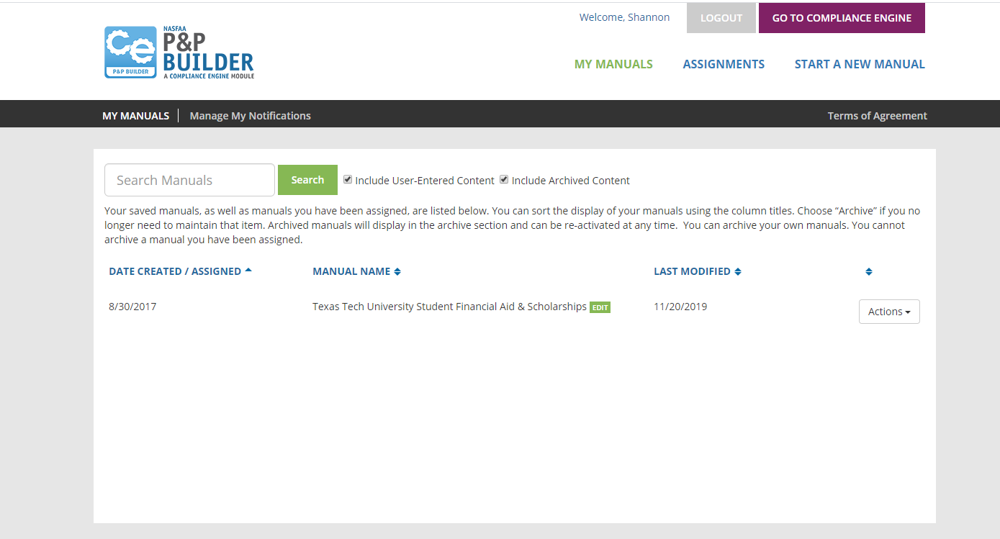 Welcome, Shannon
LOGOUT
GO TO COMPLIANCE ENGINE
Ce
P&P BUILDER
NASFAA
P&P
BUILDER
A COMPLIANCE ENGINE MODULE
MY MANUALS
ASSIGNMENTS
START A NEW MANUAL
MY MANUALS
Manage My Notifications
Terms of Agreement
Search Manuals
Search
Include User-Entered Content
Include Archived Content
Your saved manuals, as well as manuals you have been assigned, are listed below. You can sort the display of your manuals using the column titles. Choose “Archive” if you no
longer need to maintain that item. Archived manuals will display in the archive section and can be re-activated at any time.  You can archive your own manuals. You cannot
archive a manual you have been assigned.
DATE CREATED / ASSIGNED
MANUAL NAME
LAST MODIFIED
8/30/2017
Texas Tech University Student Financial Aid & Scholarships EDIT
11/20/2019
Actions